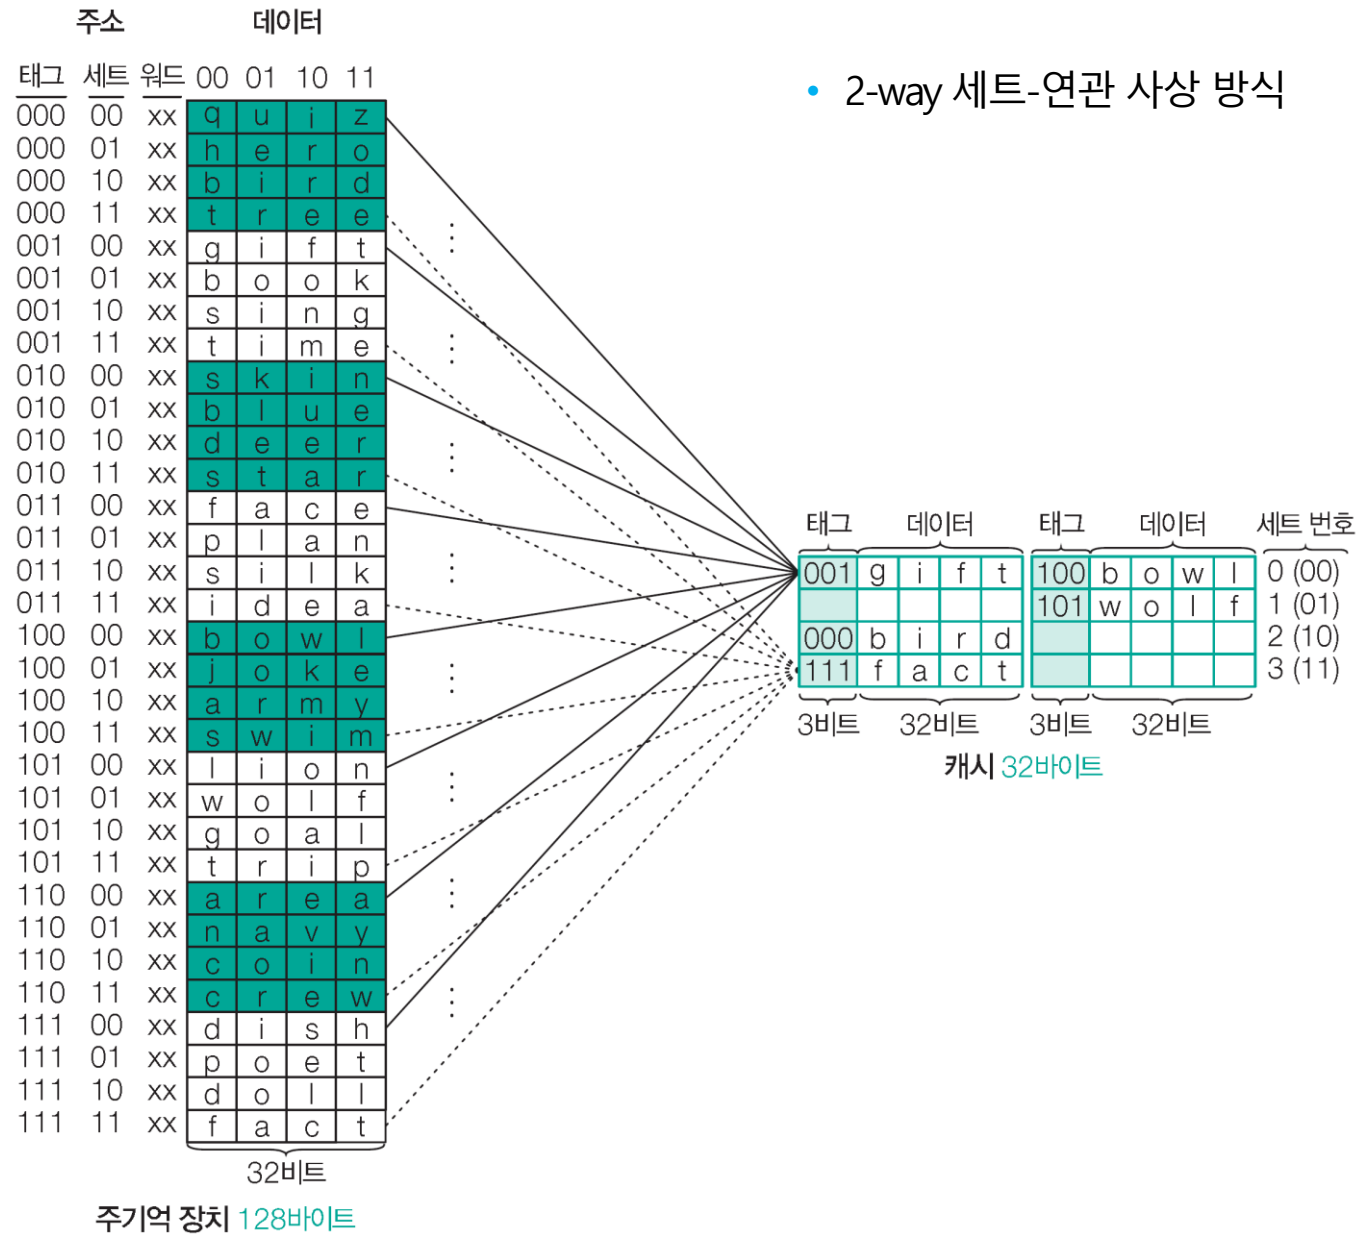 주소 데이터
태그 세트 워드 00 01 10 11
• 2-way 세트-연관 사상 방식
000 00 xx q u i z
000 01 xx h e r o
000 10 xx b i r d
000 11 xx t r e e
001 00 xx g i f t
001 01 xx b o o k
001 10 xx s i n g
001 11 xx t i m e
010 00 xx s k i n
010 01 xx b l u e
010 10 xx d e e r
010 11 xx s t a r
011 00 xx f a c e
011 01 xx p l a n
011 10 xx s i l k
011 11 xx i d e a
100 00 xx b o w l
100 01 xx j o k e
100 10 xx a r m y
100 11 xx s w i m
101 00 xx l i o n
101 01 xx w o l f
101 10 xx g o a l
101 11 xx t r i p
110 00 xx a r e a
110 01 xx n a v y
110 10 xx c o i n
110 11 xx c r e w
111 00 xx d i s h
111 01 xx p o e t
111 10 xx d o l l
111 11 xx f a c t
32비트
주기억 장치 128바이트
태그 데이터 태그 데이터 세트 번호
001 g i f t 100 b o w l 0 (00)
101 w o l f 1 (01)
000 b i r d 2 (10)
111 f a c t 3 (11)
3비트 32비트 3비트 32비트
캐시 32바이트